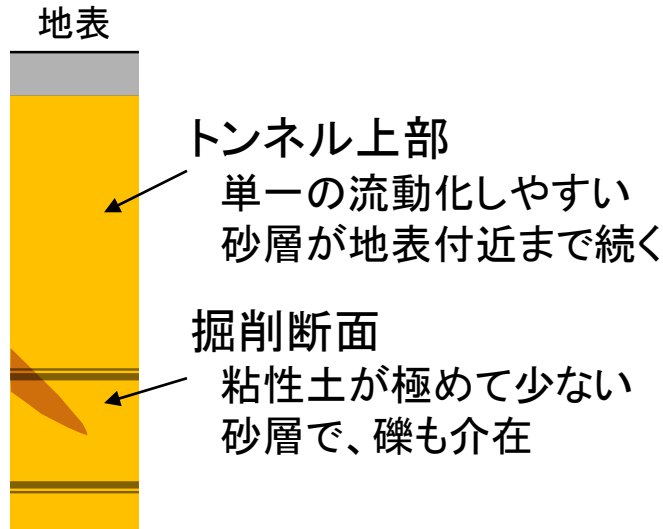 地表
トンネル上部
単一の流動化しやすい
砂層が地表付近まで続く
掘削断面
粘性土が極めて少ない
砂層で、礫も介在